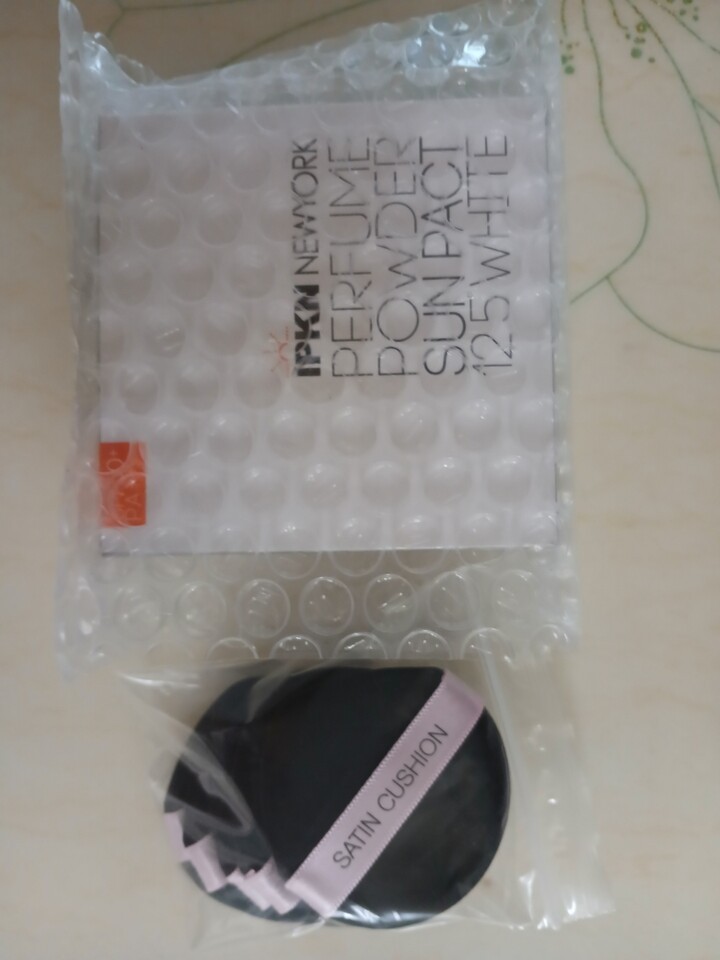 IPKN NEWYORK
PERFUME
POWDER
SUN PACT
125 WHITE
SATIN CUSHION